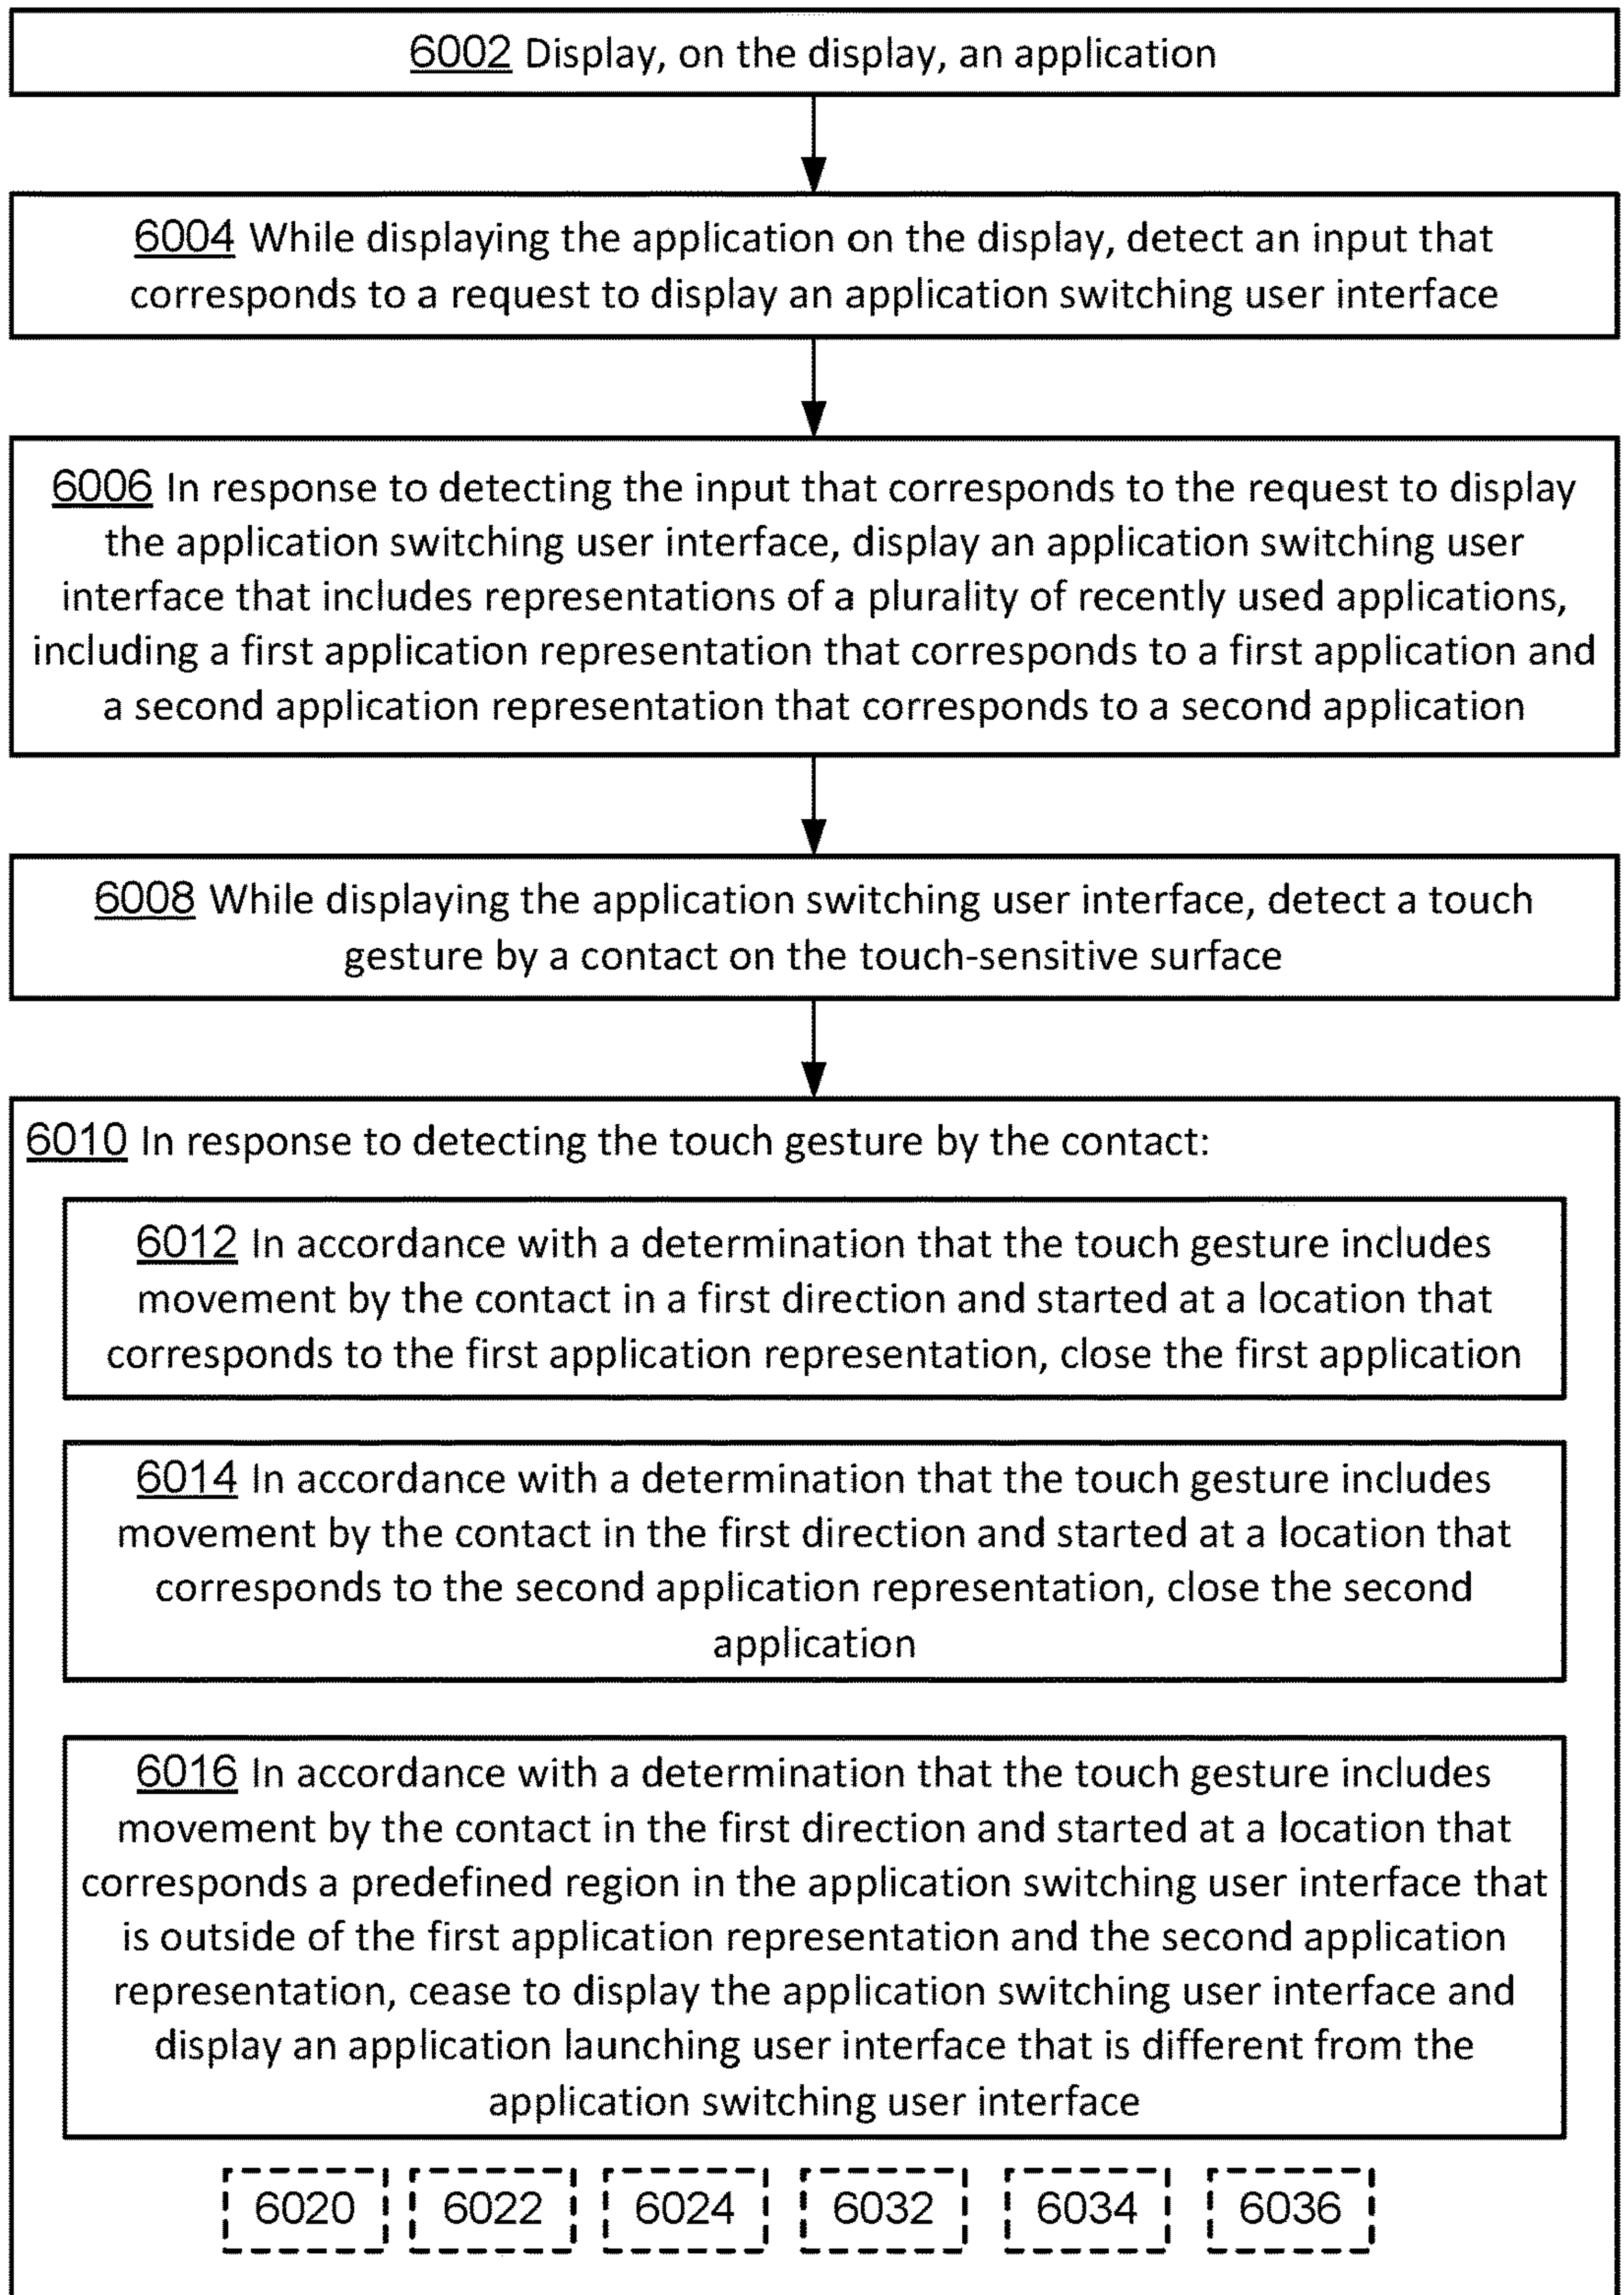 6002 Display, on the display, an application
6004 While displaying the application on the display, detect an input that
corresponds to a request to display an application switching user interface
6006 In response to detecting the input that corresponds to the request to display
the application switching user interface, display an application switching user
interface that includes representations of a plurality of recently used applications,
including a first application representation that corresponds to a first application and
a second application representation that corresponds to a second application
6008 While displaying the application switching user interface, detect a touch
gesture by a contact on the touch-sensitive surface
6010 In response to detecting the touch gesture by the contact:
6012 In accordance with a determination that the touch gesture includes
movement by the contact in a first direction and started at a location that
corresponds to the first application representation, close the first application
6014 In accordance with a determination that the touch gesture includes
movement by the contact in the first direction and started at a location that
corresponds to the second application representation, close the second
application
6016 In accordance with a determination that the touch gesture includes
movement by the contact in the first direction and started at a location that
corresponds a predefined region in the application switching user interface that
is outside of the first application representation and the second application
representation, cease to display the application switching user interface and
display an application launching user interface that is different from the
application switching user interface
6020 6022 6024 6032 6034 6036